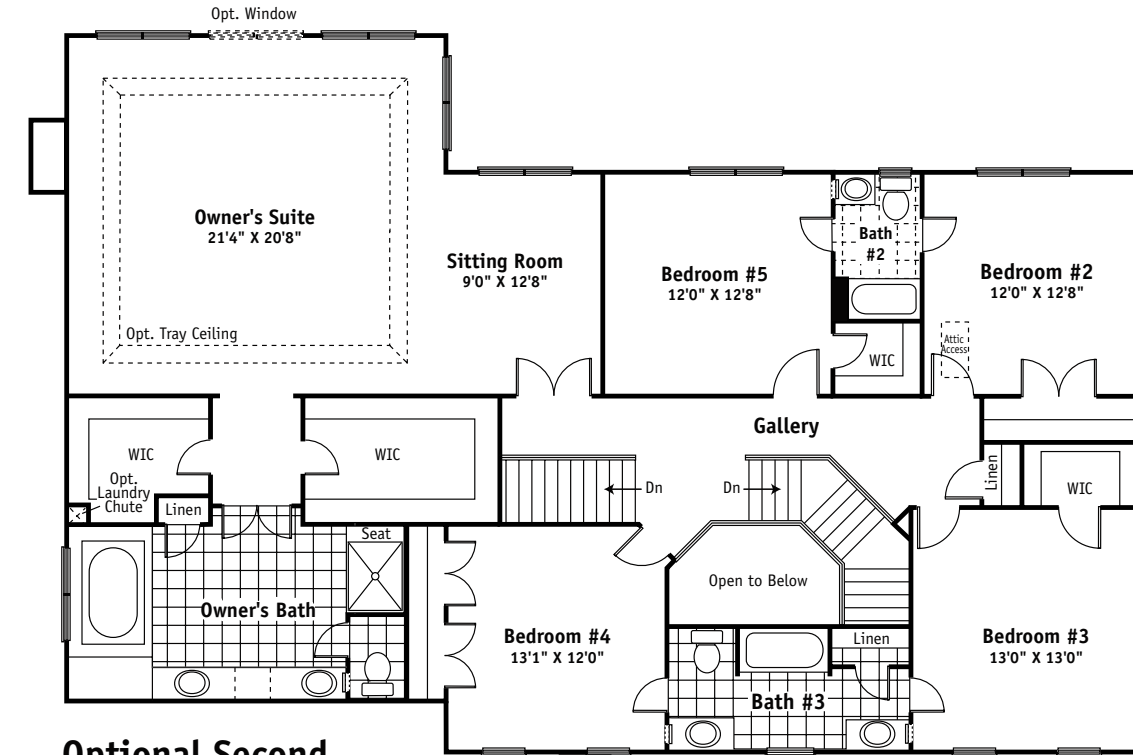 Opt. Window
Owner's Suite
21'4" X 20'8"
Sitting Room
9'0" X 12'8"
Opt. Tray Ceiling
Bedroom #5
12'0" X 12'8"
Bath
#2
Bedroom #2
12'0" X 12'8"
Attic
Access
WIC
Gallery
WIC
Opt.
Laundry
Chute
Linen
WIC
Dn
Dn
Linen
WIC
Seat
Owner's Bath
Open to Below
Bedroom #4
13'1" X 12'0"
Linen
Bath #3
Bedroom #3
13'0" X 13'0"
Optional Second